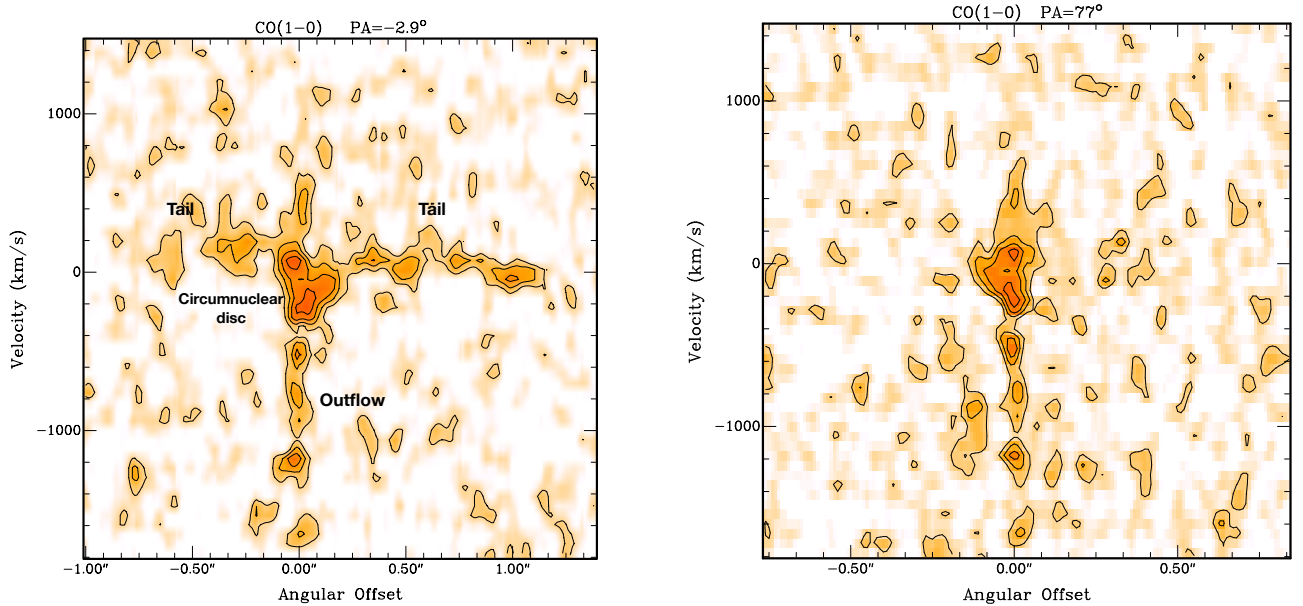 CO(1−0) PA=−2.9°
1000
0
−1000
Velocity (km/s)
Tail
Tail
Circumnuclear
disc
Outflow
−1.00″ −0.50″ 0.00″ 0.50″ 1.00″
Angular Offset
CO(1−0) PA=77°
1000
0
−1000
Velocity (km/s)
−0.50″ 0.00″ 0.50″
Angular Offset